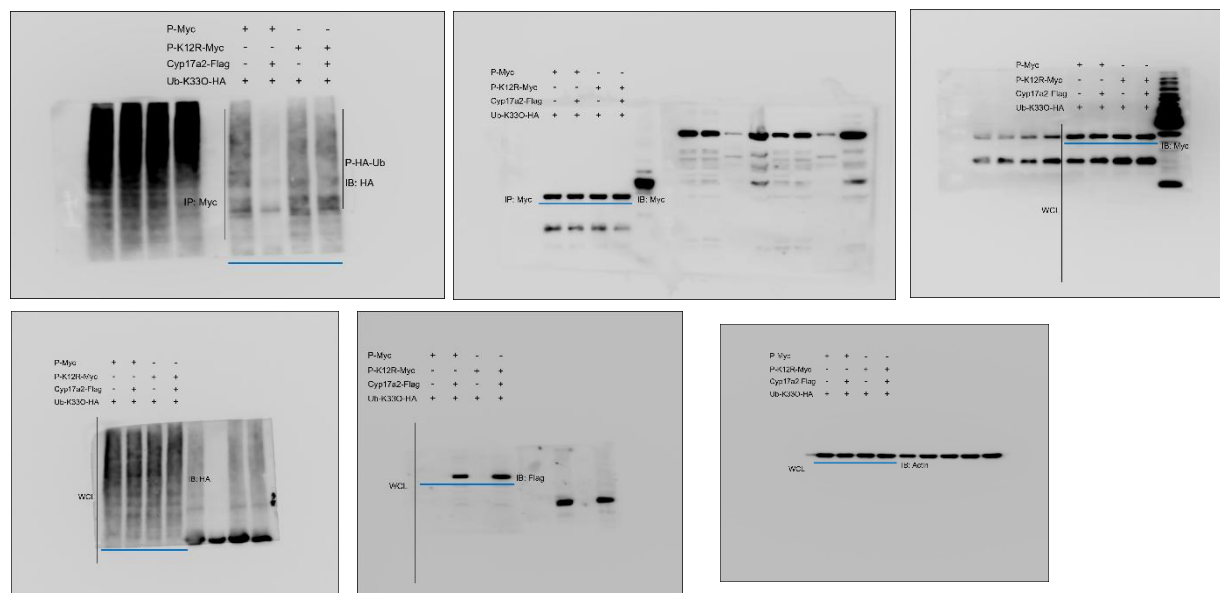 P-Myc + + - -
P-K12R-Myc - - + +
Cyp17a2-Flag - + - +
Ub-K33O-HA + + + +
P-HA-Ub
IB: HA
IP: Myc
P-Myc + + - -
P-K12R-Myc - - + +
Cyp17a2-Flag - + - +
Ub-K33O-HA + + + +
IP: Myc
IB: Myc
P-Myc + + - -
P-K12R-Myc - - + +
Cyp17a2-Flag - + - +
Ub-K33O-HA + + + +
IB: Myc
WCL
P-Myc + + - -
P-K12R-Myc - - + +
Cyp17a2-Flag - + - +
Ub-K33O-HA + + + +
IB: HA
WCL
P-Myc + + - -
P-K12R-Myc - - + +
Cyp17a2-Flag - + - +
Ub-K33O-HA + + + +
IB: Flag
WCL
P Myc + + - -
P-K12R-Myc - - + +
Cyp17a2-Flag - + - +
Ub-K33O-HA + + + +
WCL
IB: Actin